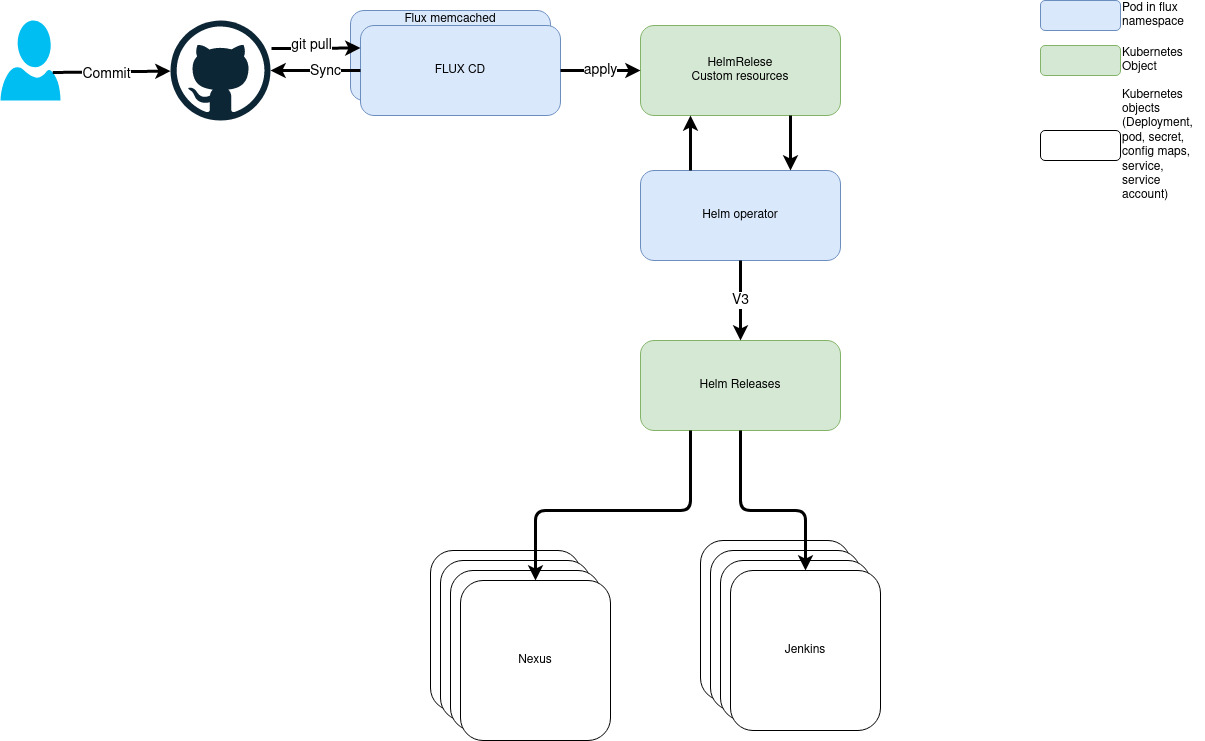 Flux memcached
git pull
Commit
Sync
FLUX CD
apply
HelmRelese
Custom resources
Helm operator
V3
Helm Releases
Nexus
Jenkins
Pod in flux
namespace
Kubernetes
Object
Kubernetes
objects
(Deployment,
pod, secret,
config maps,
service,
service
account)